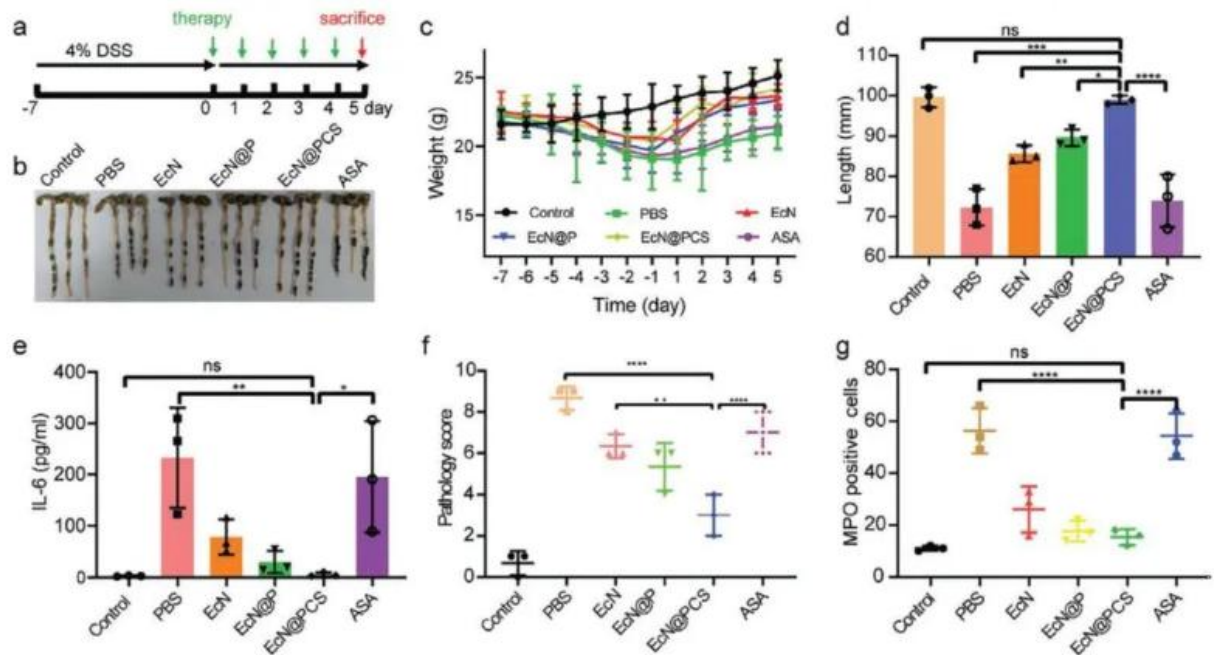 a
therapy
sacrifice
4% DSS
-7
0
1
2
3
4
5 day
b
Control
PBS
EcN
EcN@P
EcN@PCS
ASA
c
Weight (g)
25
20
15
Control
PBS
EcN
EcN@P
EcN@PCS
ASA
-7 -6 -5 -4 -3 -2 -1 1 2 3 4 5
Time (day)
d
ns
***
**
*
****
Length (mm)
110
100
90
80
70
60
Control
PBS
EcN
EcN@P
EcN@PCS
ASA
e
ns
**
*
IL-6 (pg/ml)
400
300
200
100
0
Control
PBS
EcN
EcN@P
EcN@PCS
ASA
f
****
**
****
Pathology score
10
8
6
4
2
0
PBS
EcN
EcN@P
EcN@PCS
ASA
Control
g
ns
****
****
MPO positive cells
80
60
40
20
0
Control
PBS
EcN
EcN@P
EcN@PCS
ASA